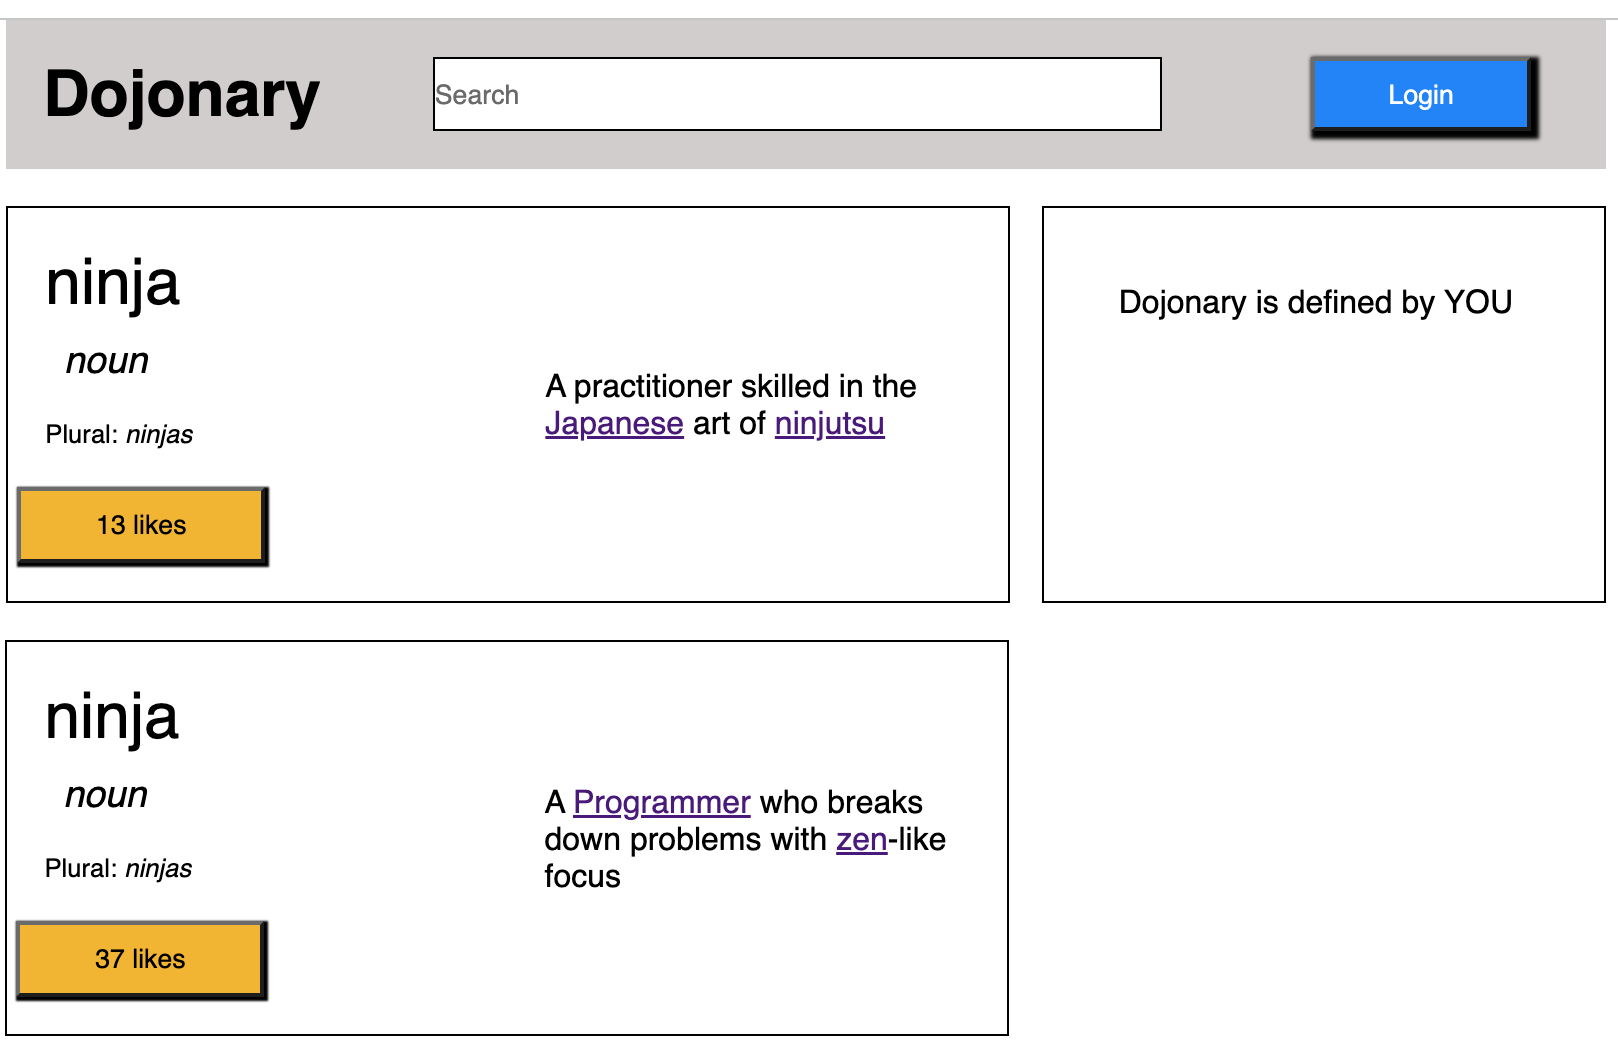 Dojonary
Search
Login
ninja
noun
Plural: ninjas
13 likes
A practitioner skilled in the
Japanese art of ninjutsu
Dojonary is defined by YOU
ninja
noun
Plural: ninjas
37 likes
A Programmer who breaks
down problems with zen-like
focus